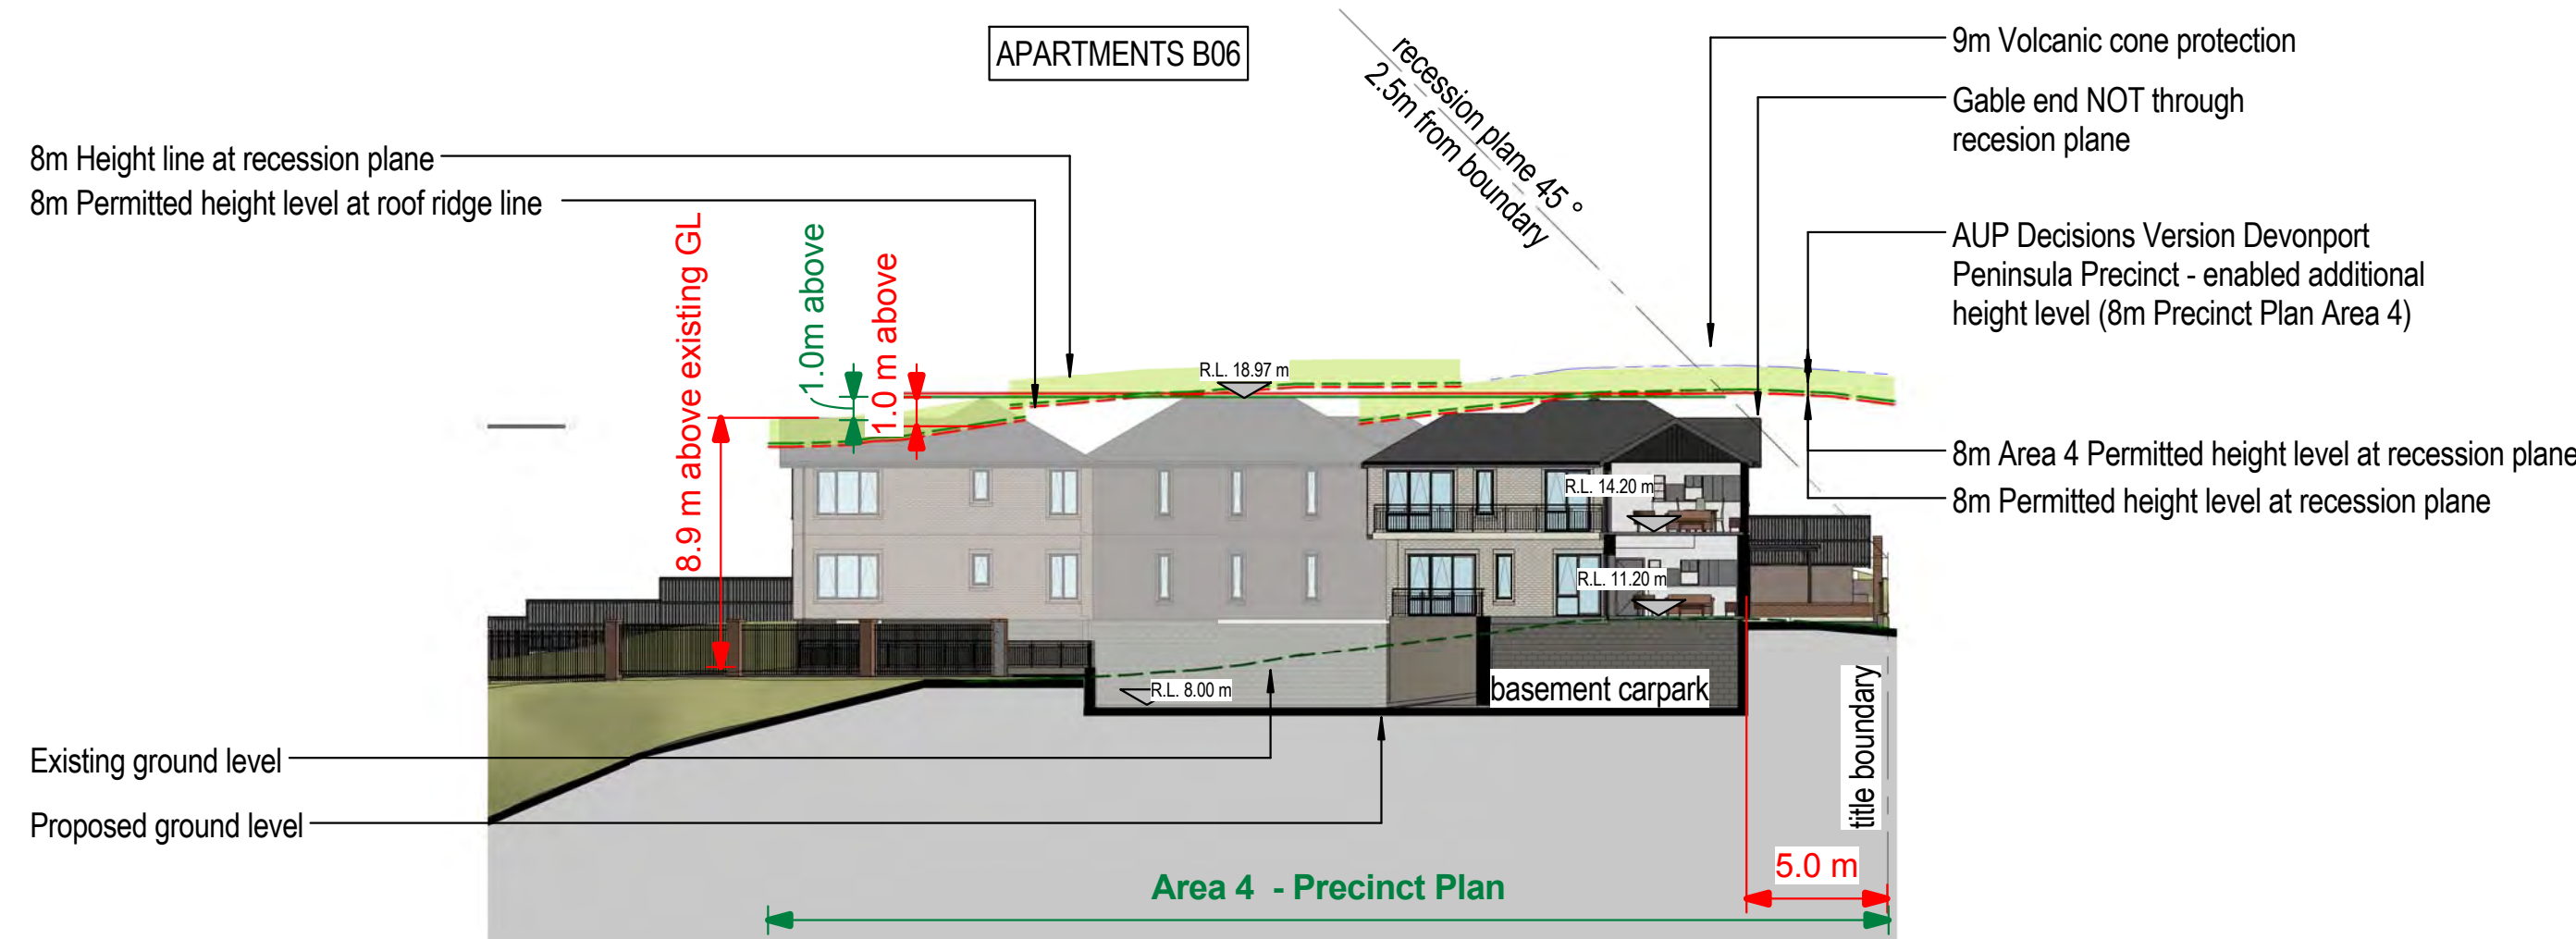 APARTMENTS B06
recession plane 45 °
2.5m from boundary
9m Volcanic cone protection
Gable end NOT through
recesion plane
8m Height line at recession plane
8m Permitted height level at roof ridge line
AUP Decisions Version Devonport
Peninsula Precinct - enabled additional
height level (8m Precinct Plan Area 4)
8.9 m above existing GL
1.0m above
1.0 m above
R.L. 18.97 m
8m Area 4 Permitted height level at recession plane
8m Permitted height level at recession plane
R.L. 14.20 m
R.L. 11.20 m
R.L. 8.00 m
basement carpark
title boundary
Existing ground level
Proposed ground level
5.0 m
Area 4 - Precinct Plan